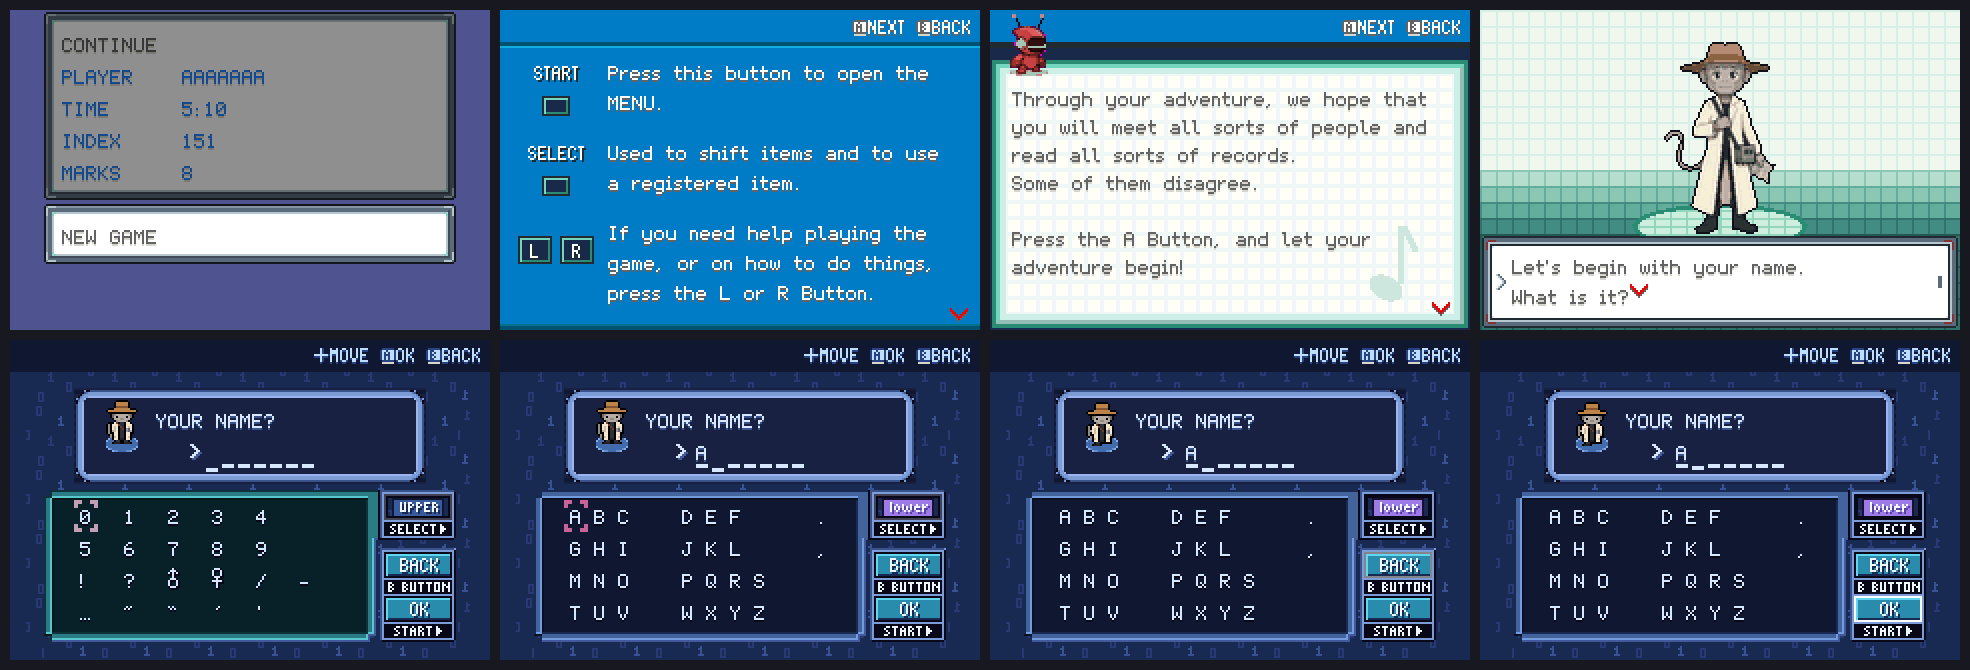 CONTINUE
PLAYER AAAAAAA
TIME 5:10
INDEX 151
MARKS 8
NEW GAME
A NEXT B BACK
START Press this button to open the
MENU.
SELECT Used to shift items and to use
a registered item.
L R If you need help playing the
game, or on how to do things,
press the L or R Button.
A NEXT B BACK
Through your adventure, we hope that
you will meet all sorts of people and
read all sorts of records.
Some of them disagree.
Press the A Button, and let your
adventure begin!
Let's begin with your name.
What is it?
+MOVE A OK B BACK
YOUR NAME?
0 1 2 3 4
5 6 7 8 9
! ? ♂ ♀ / -
… “ ” ‘ '
UPPER
SELECT
BACK
B BUTTON
OK
START
+MOVE A OK B BACK
YOUR NAME?
A
A B C D E F .
G H I J K L ,
M N O P Q R S
T U V W X Y Z
lower
SELECT
BACK
B BUTTON
OK
START
+MOVE A OK B BACK
YOUR NAME?
A
A B C D E F .
G H I J K L ,
M N O P Q R S
T U V W X Y Z
lower
SELECT
BACK
B BUTTON
OK
START
+MOVE A OK B BACK
YOUR NAME?
A
A B C D E F .
G H I J K L ,
M N O P Q R S
T U V W X Y Z
lower
SELECT
BACK
B BUTTON
OK
START